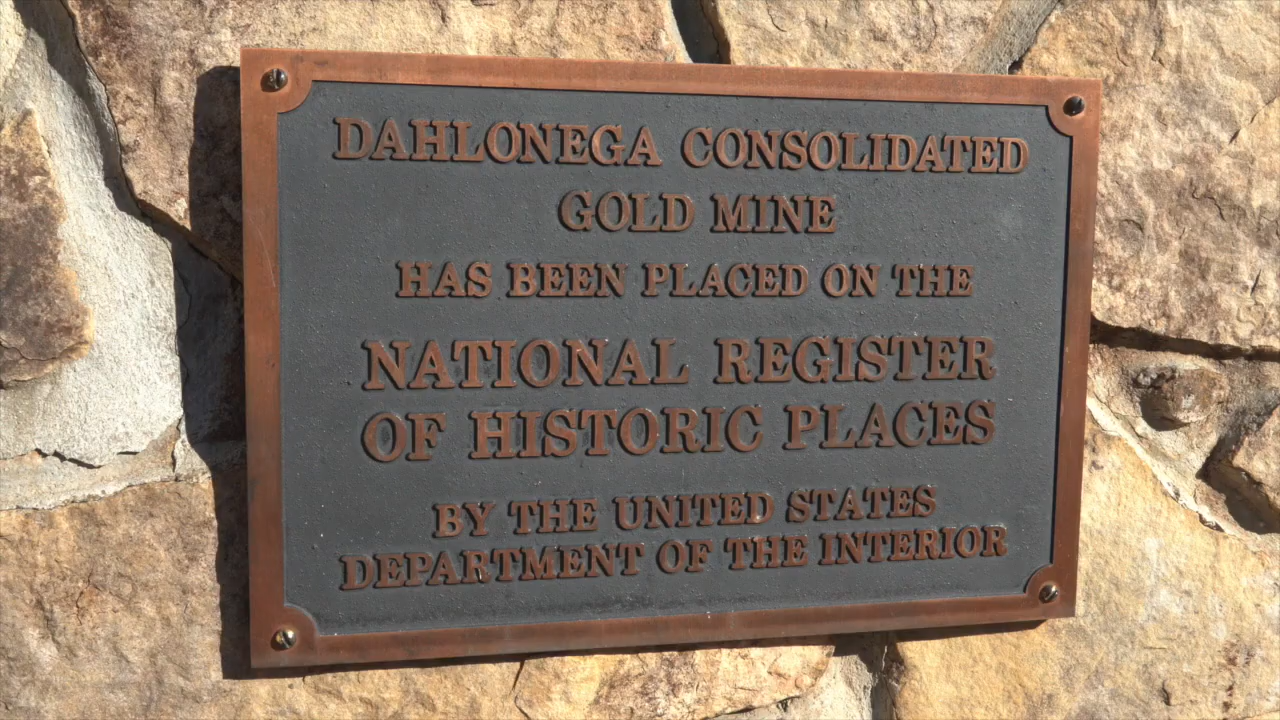 DAHLONEGA CONSOLIDATED
GOLD MINE
HAS BEEN PLACED ON THE
NATIONAL REGISTER
OF HISTORIC PLACES
BY THE UNITED STATES
DEPARTMENT OF THE INTERIOR